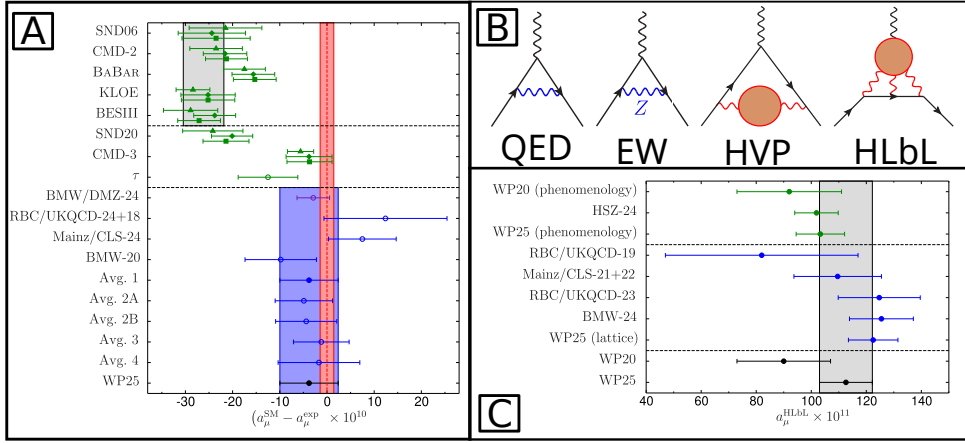 A
SND06
CMD-2
BABAR
KLOE
BESIII
SND20
CMD-3
τ
BMW/DMZ-24
RBC/UKQCD-24+18
Mainz/CLS-24
BMW-20
Avg. 1
Avg. 2A
Avg. 2B
Avg. 3
Avg. 4
WP25
-30 -20 -10 0 10 20
(a_μ^SM − a_μ^exp × 10^10
B
Z
QED EW HVP HLbL
WP20 (phenomenology)
HSZ-24
WP25 (phenomenology)
RBC/UKQCD-19
Mainz/CLS-21+22
RBC/UKQCD-23
BMW-24
WP25 (lattice)
WP20
WP25
40 60 80 100 120 140
a_μ^HLbL × 10^11
C